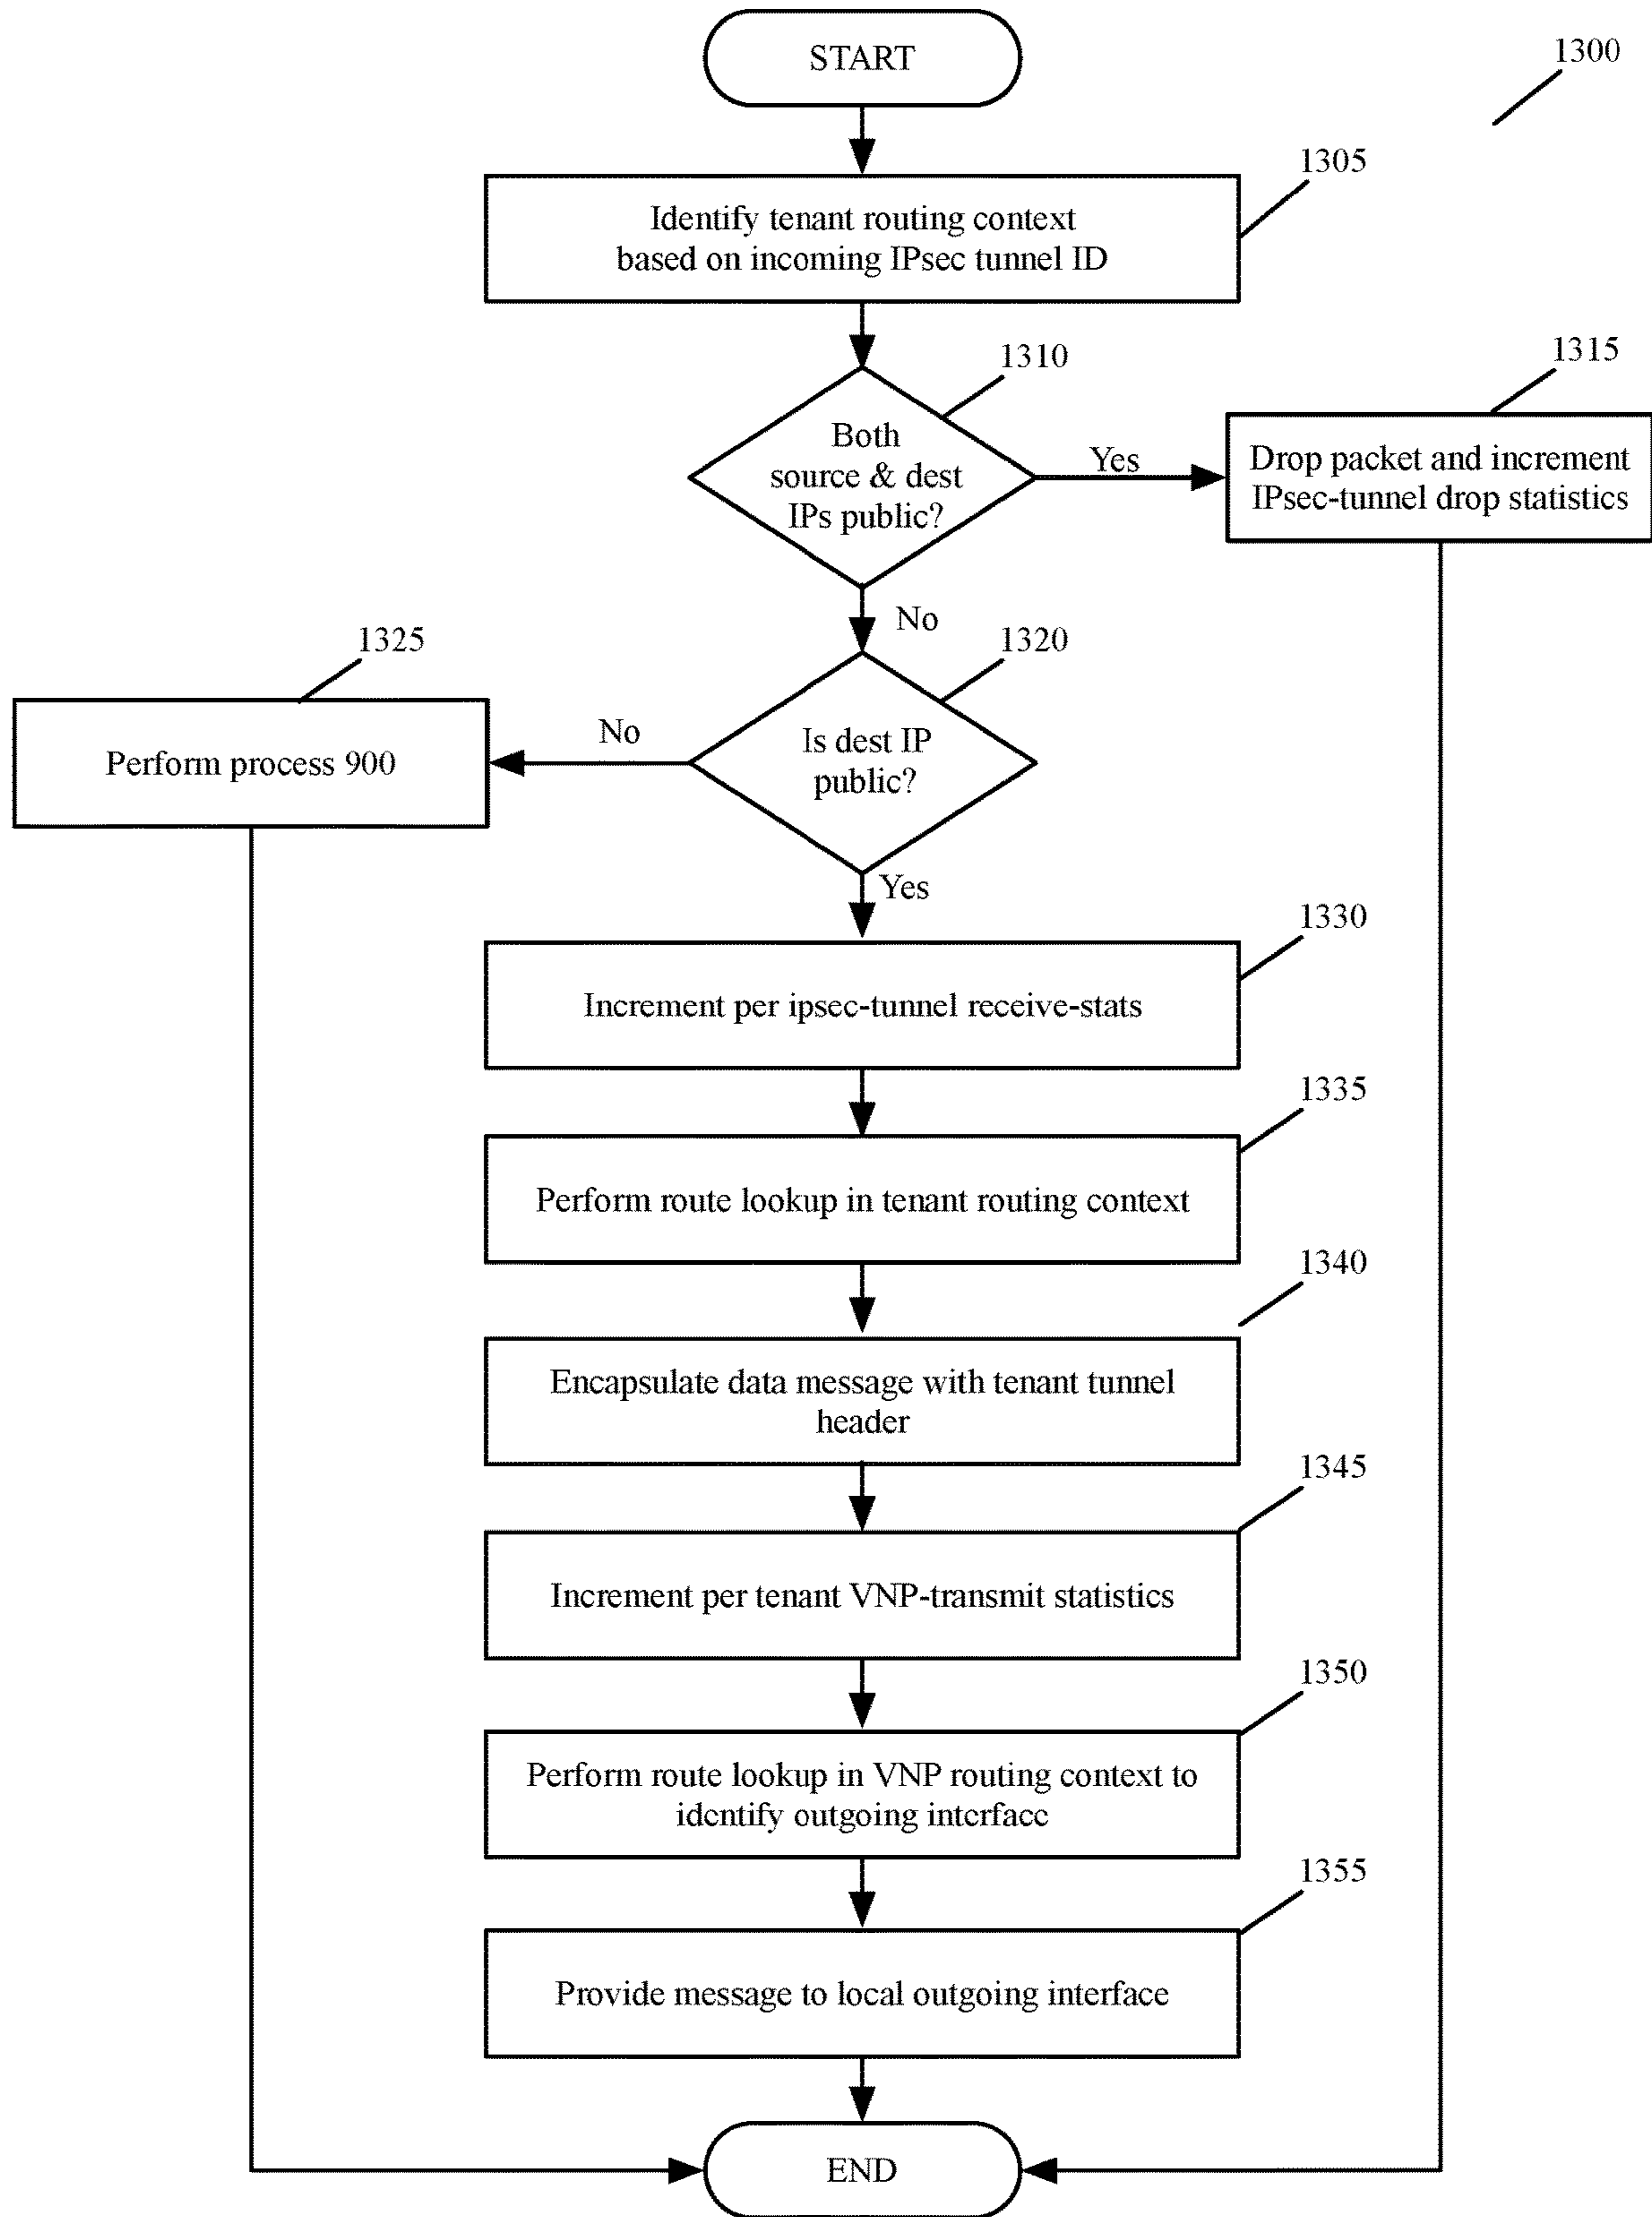 START
1300
1305
Identify tenant routing context
based on incoming IPsec tunnel ID
1310
1315
Both
source & dest
IPs public?
Yes
Drop packet and increment
IPsec-tunnel drop statistics
No
1320
1325
Is dest IP
public?
No
Perform process 900
Yes
1330
Increment per ipsec-tunnel receive-stats
1335
Perform route lookup in tenant routing context
1340
Encapsulate data message with tenant tunnel
header
1345
Increment per tenant VNP-transmit statistics
1350
Perform route lookup in VNP routing context to
identify outgoing interface
1355
Provide message to local outgoing interface
END